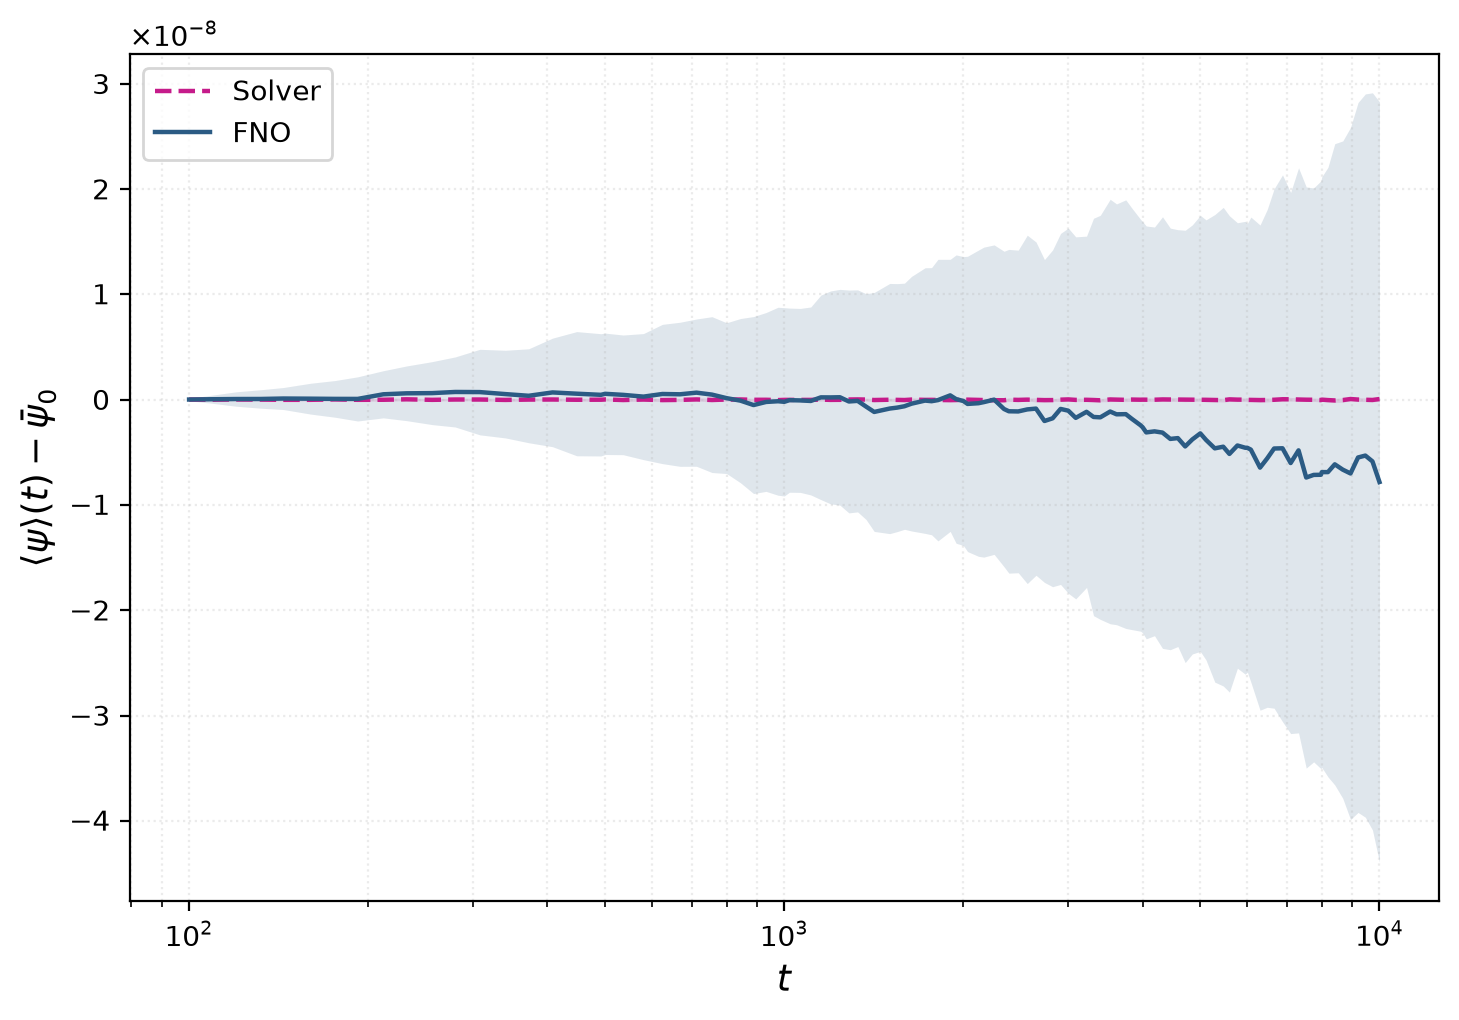 ×10⁻⁸
Solver
FNO
3
2
1
0
−1
−2
−3
−4
⟨ψ⟩(t) − ψ̄₀
10² 10³ 10⁴
t